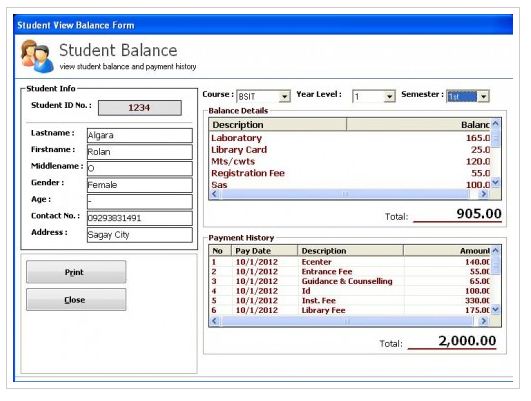 Student View Balance Form
Student Balance
view student balance and payment history
Student Info
Student ID No. : 1234
Lastname : Algara
Firstname : Rolan
Middlename : O
Gender : Female
Age : -
Contact No. : 09293831491
Address : Sagay City
Print
Close
Course : BSIT Year Level : 1 Semester : 1st
Balance Details
Description Balanc
Laboratory 165.0
Library Card 25.0
Mts/cwts 120.0
Registration Fee 55.0
Sas 100.0
Total: 905.00
Payment History
No Pay Date Description Amount
1 10/1/2012 Ecenter 140.00
2 10/1/2012 Entrance Fee 55.00
3 10/1/2012 Guidance & Counselling 65.00
4 10/1/2012 Id 100.00
5 10/1/2012 Inst. Fee 330.00
6 10/1/2012 Library Fee 175.00
Total: 2,000.00